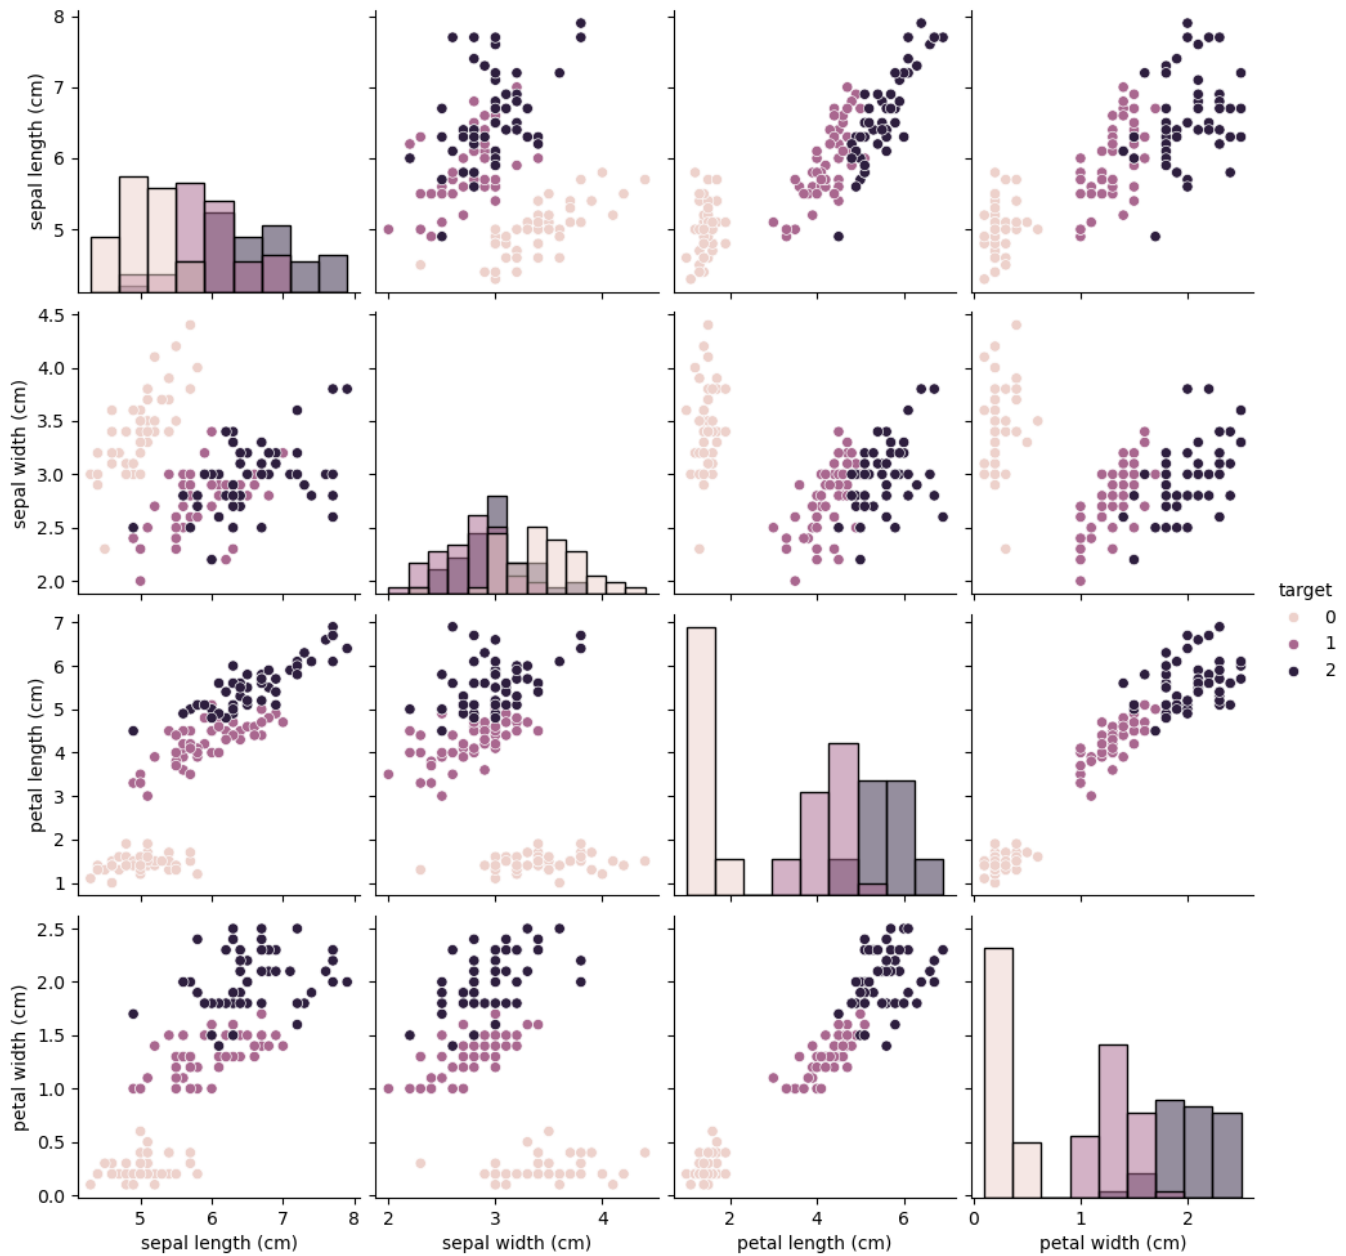 8
7
6
5
sepal length (cm)
4.5
4.0
3.5
3.0
2.5
2.0
sepal width (cm)
7
6
5
4
3
2
1
petal length (cm)
target
0
1
2
2.5
2.0
1.5
1.0
0.5
0.0
petal width (cm)
5 6 7 8
2 3 4
2 4 6
0 1 2
sepal length (cm)
sepal width (cm)
petal length (cm)
petal width (cm)